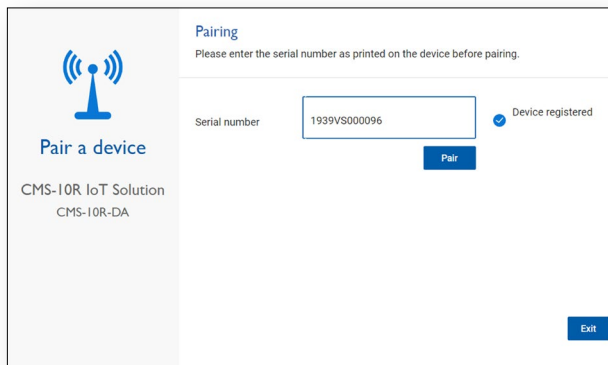 Pairing
Please enter the serial number as printed on the device before pairing.
Pair a device
CMS-10R IoT Solution
CMS-10R-DA
Serial number
1939VS000096
Device registered
Pair
Exit